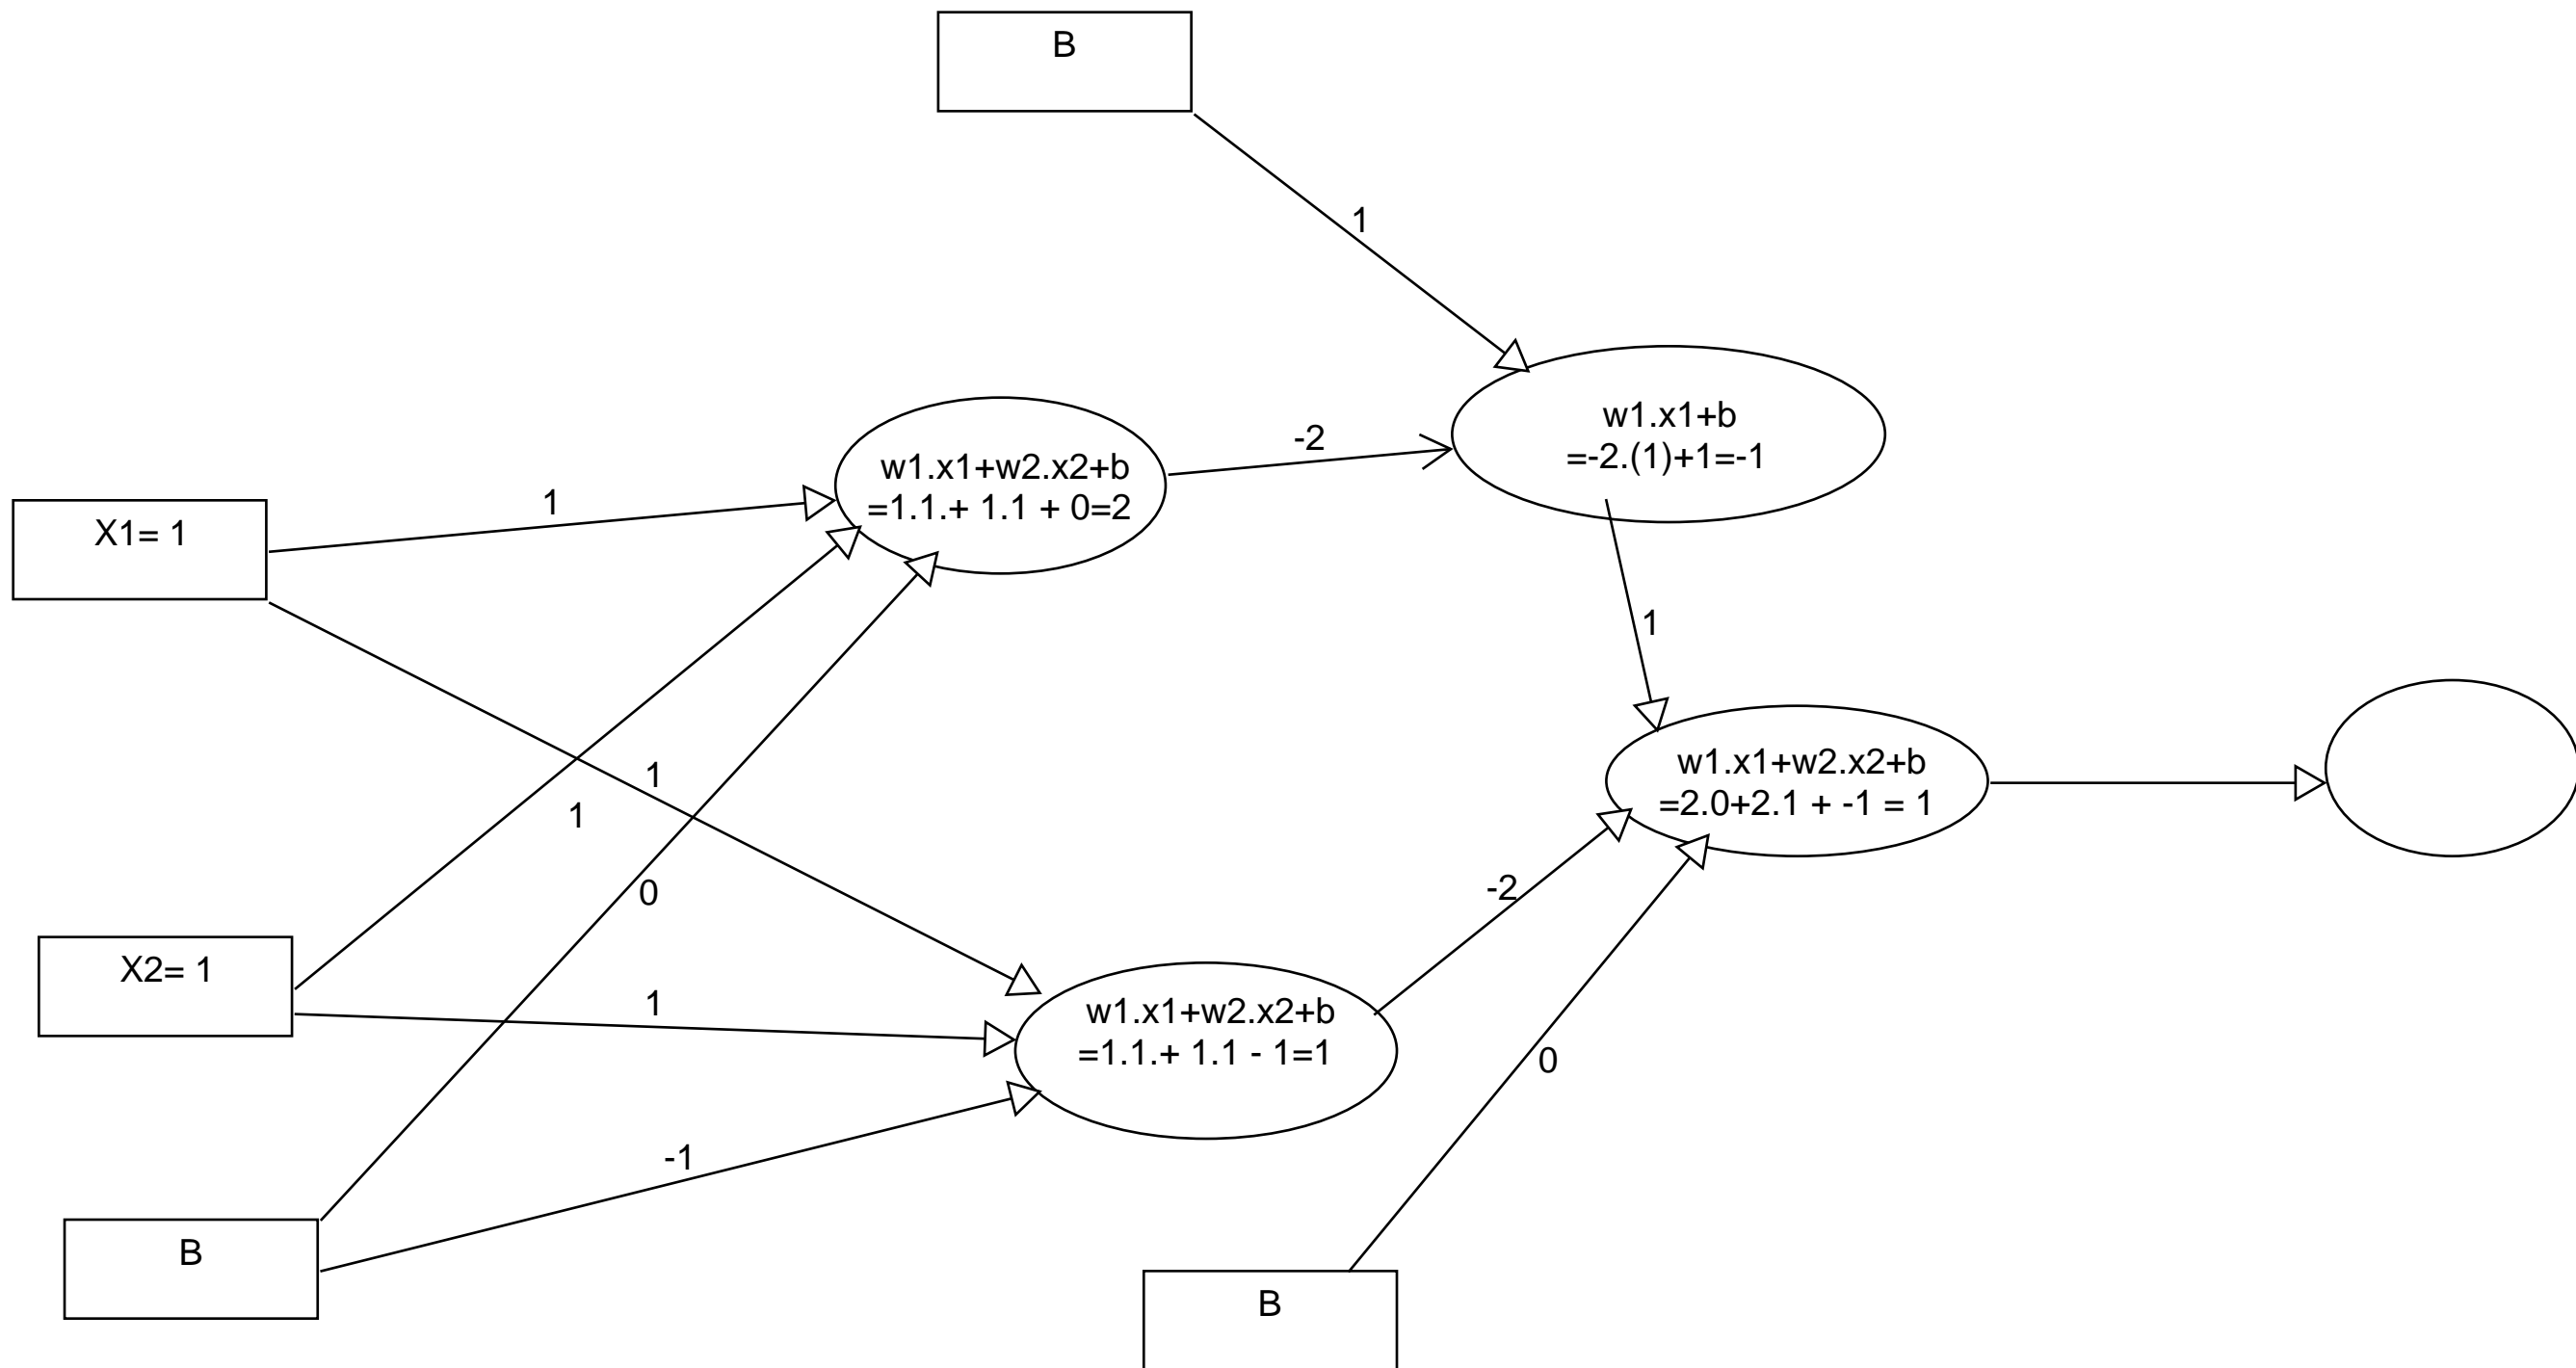 B
1
w1.x1+b
=-2.(1)+1=-1
-2
w1.x1+w2.x2+b
=1.1.+ 1.1 + 0=2
1
X1= 1
1
w1.x1+w2.x2+b
=2.0+2.1 + -1 = 1
1
1
-2
0
X2= 1
1
w1.x1+w2.x2+b
=1.1.+ 1.1 - 1=1
0
-1
B
B